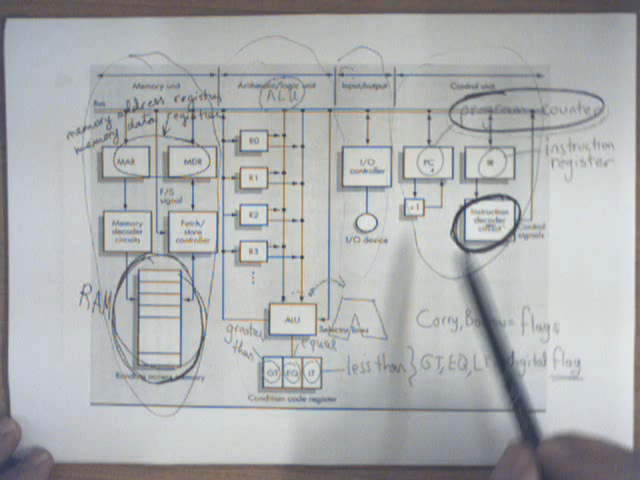 Memory unit
Arithmetic/logic unit
Input/output
Control unit
ALU
Bus
memory address register
memory data register
program counter
MAR
MDR
R0
R1
R2
R3
I/O controller
I/O device
PC
IR
+1
instruction register
F/S signal
Memory decoder circuits
Fetch/store controller
Instruction decoder circuit
Control signals
RAM
Random access memory
ALU
Selector lines
greater than
equal
less than } GT, EQ, LT digital flag
GT
EQ
LT
Condition code register
Carry, Borrow = flags